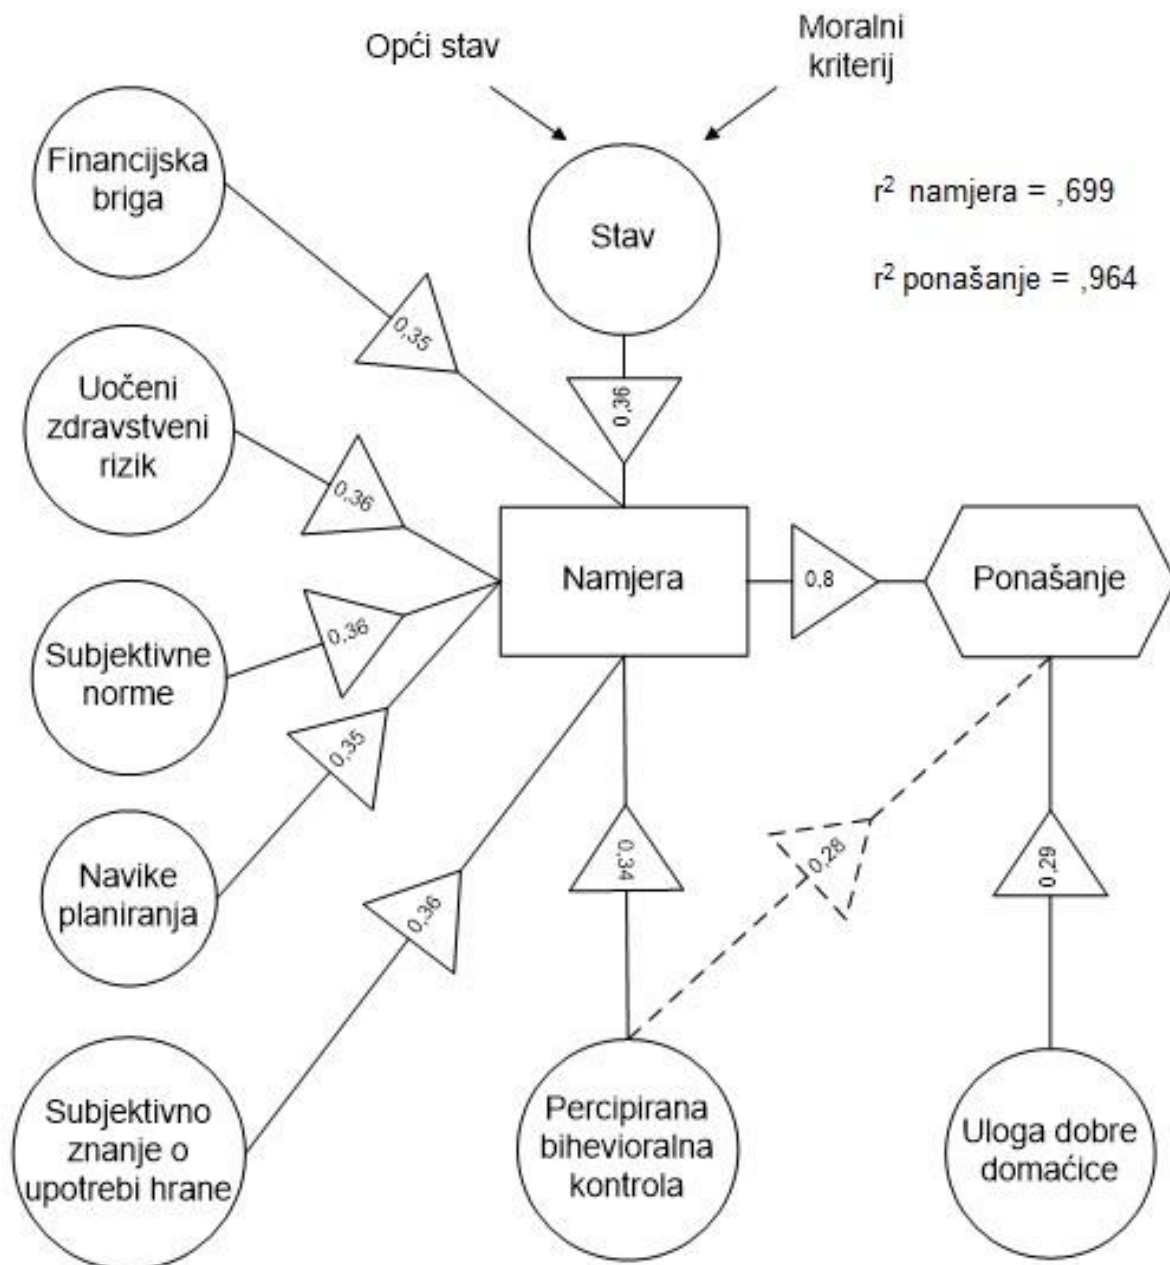 Opći stav
Moralni
kriterij
Financijska
briga
Stav
r² namjera = ,699
r² ponašanje = ,964
0,35
0,36
Uočeni
zdravstveni
rizik
0,36
Namjera
0,8
Ponašanje
Subjektivne
norme
0,36
0,35
Navike
planiranja
0,36
0,34
0,28
0,29
Subjektivno
znanje o
upotrebi hrane
Percipirana
bihevioralna
kontrola
Uloga dobre
domaćice